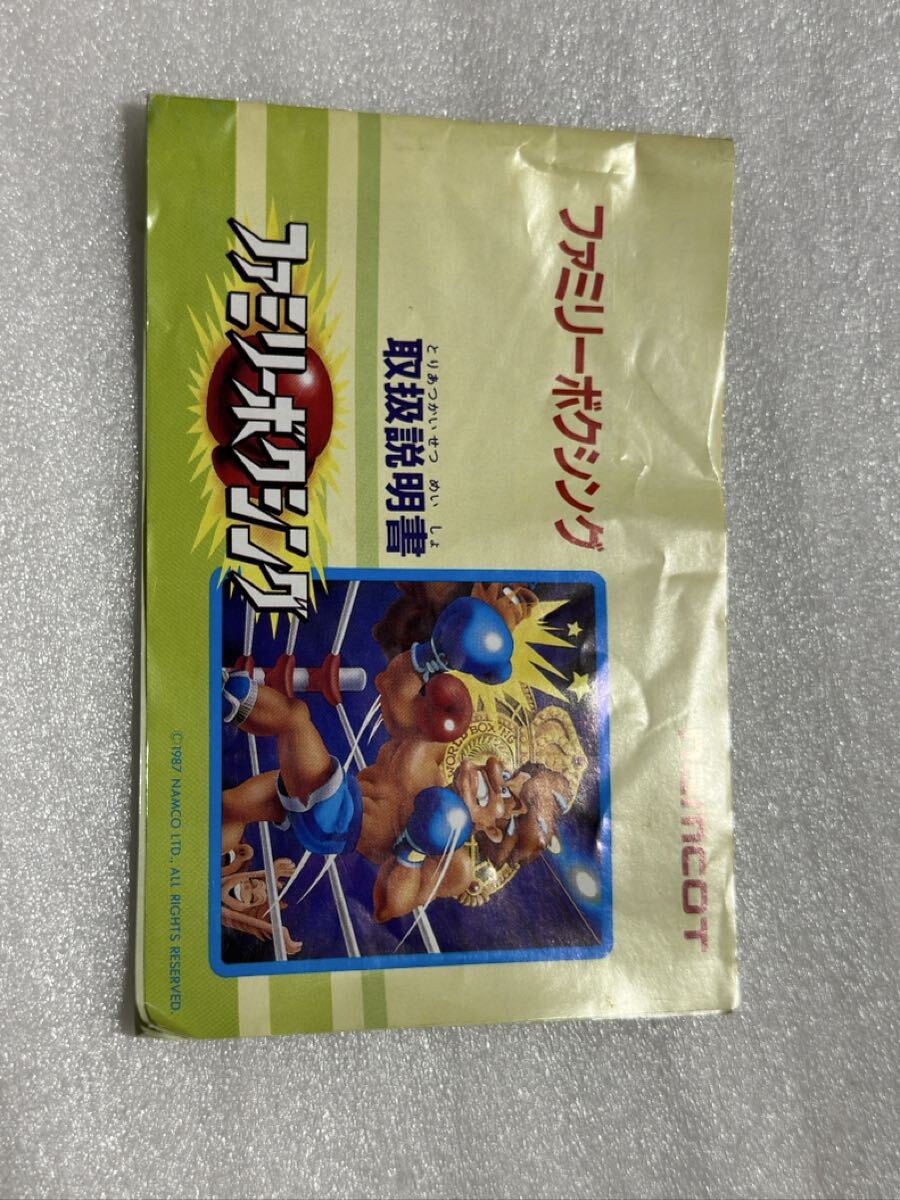 namcot
ファミリーボクシング
とりあつかいせつ めい しょ
取扱説明書
WORLD BOXING
ファミリーボクシング
©1987 NAMCO LTD., ALL RIGHTS RESERVED.